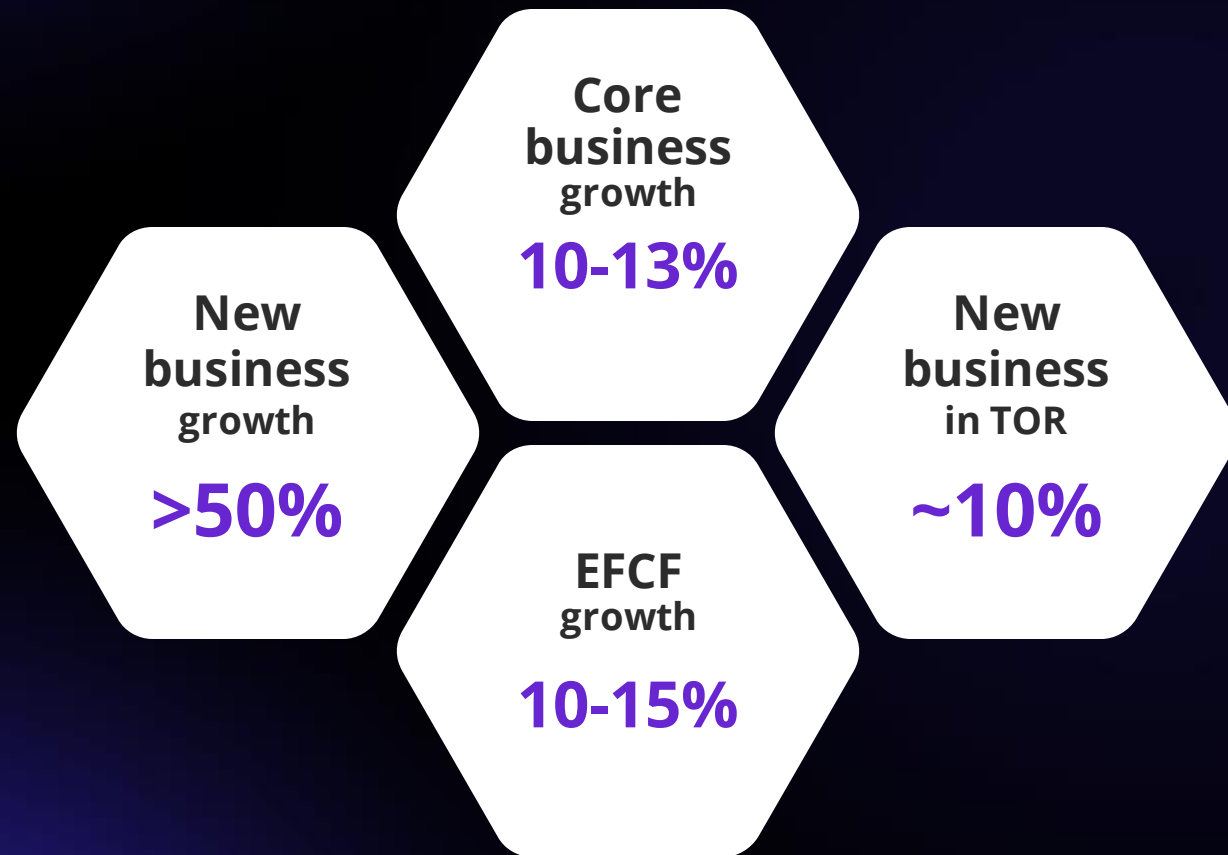 Core
business
growth
10-13%
New
business
growth
>50%
New
business
in TOR
~10%
EFCF
growth
10-15%